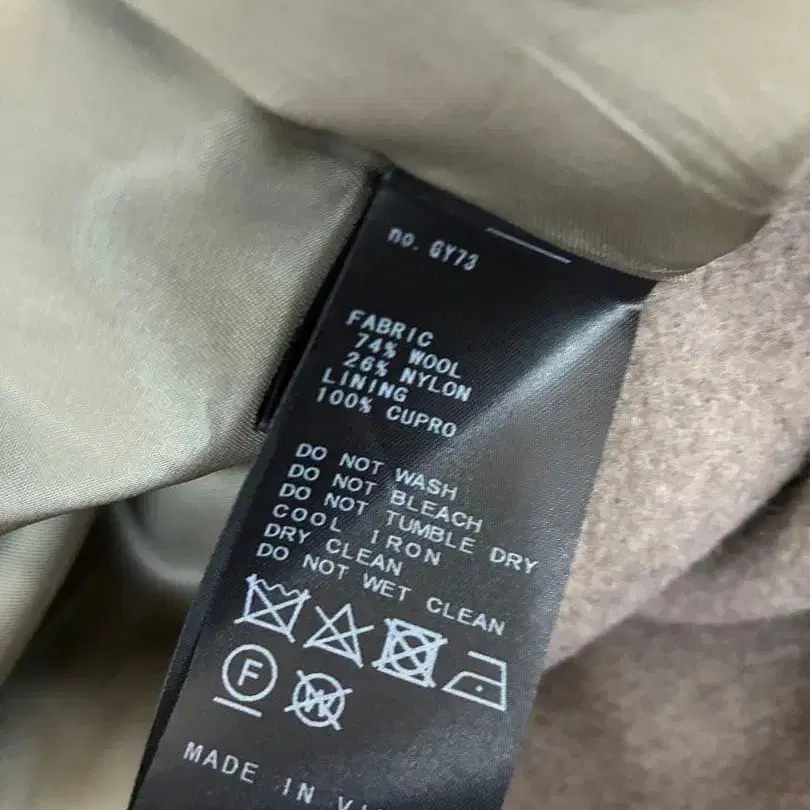 no. GY73
FABRIC
74% WOOL
26% NYLON
LINING
100% CUPRO
DO NOT WASH
DO NOT BLEACH
DO NOT TUMBLE DRY
COOL IRON
DRY CLEAN
DO NOT WET CLEAN
F
W
MADE IN